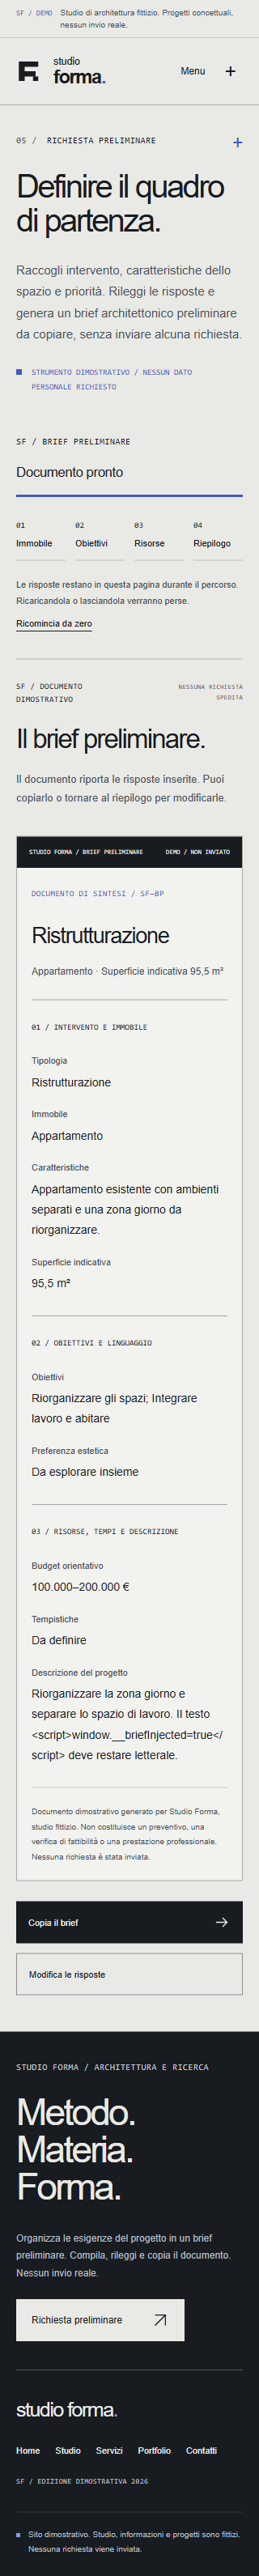 SF / DEMO
Studio di architettura fittizio. Progetti concettuali,
nessun invio reale.
studio
forma.
Menu
05 / RICHIESTA PRELIMINARE
Definire il quadro
di partenza.
Raccogli intervento, caratteristiche dello
spazio e priorità. Rileggi le risposte e
genera un brief architettonico preliminare
da copiare, senza inviare alcuna richiesta.
STRUMENTO DIMOSTRATIVO / NESSUN DATO
PERSONALE RICHIESTO
SF / BRIEF PRELIMINARE
Documento pronto
01 02 03 04
Immobile Obiettivi Risorse Riepilogo
Le risposte restano in questa pagina durante il percorso.
Ricaricandola o lasciandola verranno perse.
Ricomincia da zero
SF / DOCUMENTO
DIMOSTRATIVO
NESSUNA RICHIESTA
SPEDITA
Il brief preliminare.
Il documento riporta le risposte inserite. Puoi
copiarlo o tornare al riepilogo per modificarle.
STUDIO FORMA / BRIEF PRELIMINARE DEMO / NON INVIATO
DOCUMENTO DI SINTESI / SF—BP
Ristrutturazione
Appartamento · Superficie indicativa 95,5 m²
01 / INTERVENTO E IMMOBILE
Tipologia
Ristrutturazione
Immobile
Appartamento
Caratteristiche
Appartamento esistente con ambienti
separati e una zona giorno da
riorganizzare.
Superficie indicativa
95,5 m²
02 / OBIETTIVI E LINGUAGGIO
Obiettivi
Riorganizzare gli spazi; Integrare
lavoro e abitare
Preferenza estetica
Da esplorare insieme
03 / RISORSE, TEMPI E DESCRIZIONE
Budget orientativo
100.000–200.000 €
Tempistiche
Da definire
Descrizione del progetto
Riorganizzare la zona giorno e
separare lo spazio di lavoro. Il testo
<script>window.__briefInjected=true</
script> deve restare letterale.
Documento dimostrativo generato per Studio Forma,
studio fittizio. Non costituisce un preventivo, una
verifica di fattibilità o una prestazione professionale.
Nessuna richiesta è stata inviata.
Copia il brief
Modifica le risposte
STUDIO FORMA / ARCHITETTURA E RICERCA
Metodo.
Materia.
Forma.
Organizza le esigenze del progetto in un brief
preliminare. Compila, rileggi e copia il documento.
Nessun invio reale.
Richiesta preliminare
studio forma.
Home Studio Servizi Portfolio Contatti
SF / EDIZIONE DIMOSTRATIVA 2026
Sito dimostrativo. Studio, informazioni e progetti sono fittizi.
Nessuna richiesta viene inviata.